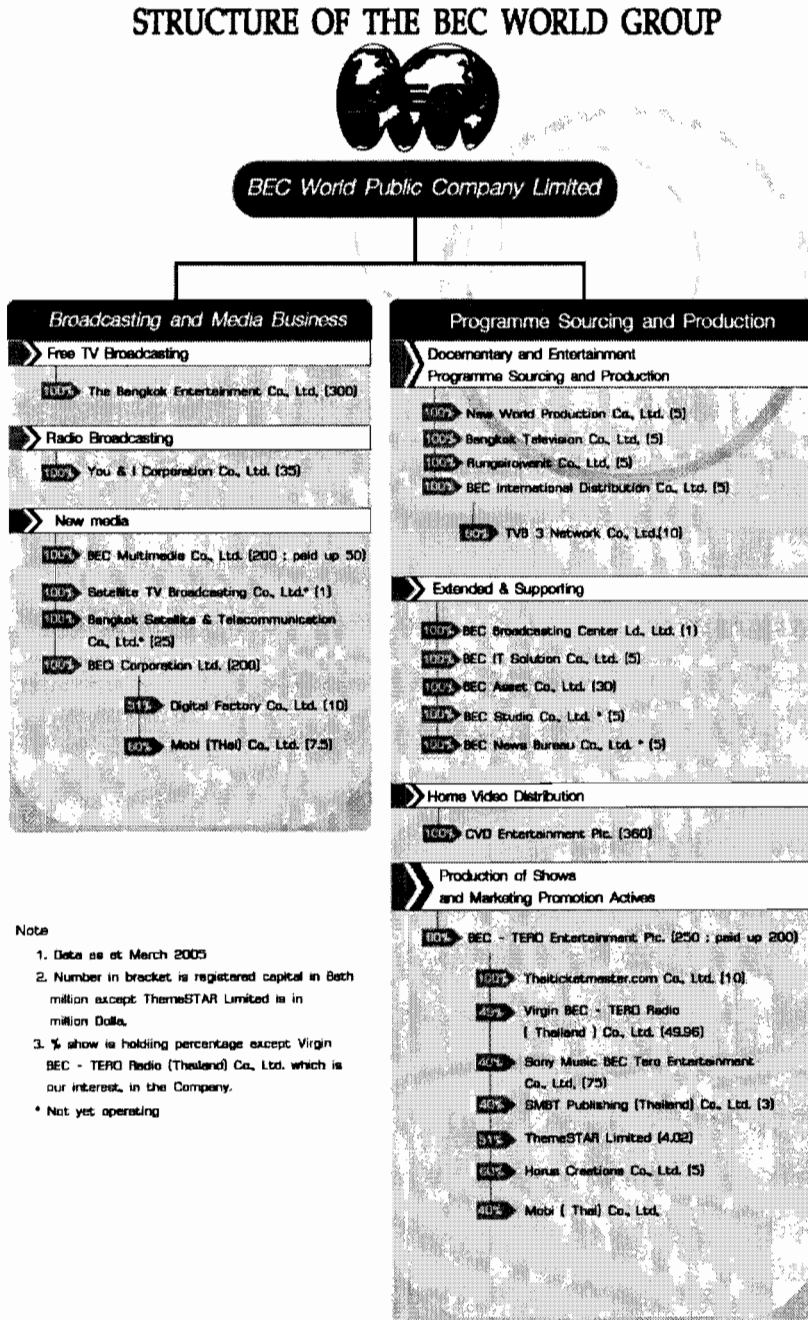 STRUCTURE OF THE BEC WORLD GROUP
BEC World Public Company Limited
Broadcasting and Media Business
Free TV Broadcasting
100% The Bangkok Entertainment Co., Ltd, (300)
Radio Broadcasting
100% You & I Corporation Co., Ltd. (35)
New media
100% BEC Multimedia Co., Ltd. (200 : paid up 50)
100% Satellite TV Broadcasting Co., Ltd.* (1)
100% Bangkok Satellite & Telecommunication
Co., Ltd.* (25)
100% BECi Corporation Ltd. (200)
51% Digital Factory Co., Ltd. (10)
60% Mobi (THai) Co., Ltd. (7.5)
Note
1. Data as at March 2005
2. Number in bracket is registered capital in Bath
million except ThemeSTAR Limited is in
million Dolla,
3. % show is holdiing percentage except Virgin
BEC - TERO Radio (Thailand) Co., Ltd. which is
our interest, in the Company.
* Not yet operating
Programme Sourcing and Production
Docementary and Entertainment
Programme Sourcing and Production
100% New World Production Co., Ltd. (5)
100% Bangkok Television Co., Ltd, (5)
100% Rungsirojvanit Co., Ltd, (5)
100% BEC International Distribution Co., Ltd. (5)
TVB 3 Network Co., Ltd.(10)
Extended & Supporting
100% BEC Broadcasting Center Ld., Ltd. (1)
100% BEC IT Solution Co., Ltd. (5)
100% BEC Asset Co., Ltd. (30)
100% BEC Studio Co., Ltd. * (5)
100% BEC News Bureau Co., Ltd. * (5)
Home Video Distribution
100% CVD Entertainment Plc. (360)
Production of Shows
and Marketing Promotion Actives
60% BEC - TERO Entertainment Plc. (250 : paid up 200)
100% Thaiticketmaster.com Co., Ltd. (10)
Virgin BEC - TERO Radio
( Thailand ) Co., Ltd. (49.96)
40% Sony Music BEC Tero Entertainment
Co., Ltd, (75)
40% SMBT Publishing (Thailand) Co., Ltd. (3)
51% ThemeSTAR Limited (4.02)
60% Horus Creations Co., Ltd. (5)
40% Mobi ( Thai) Co., Ltd,